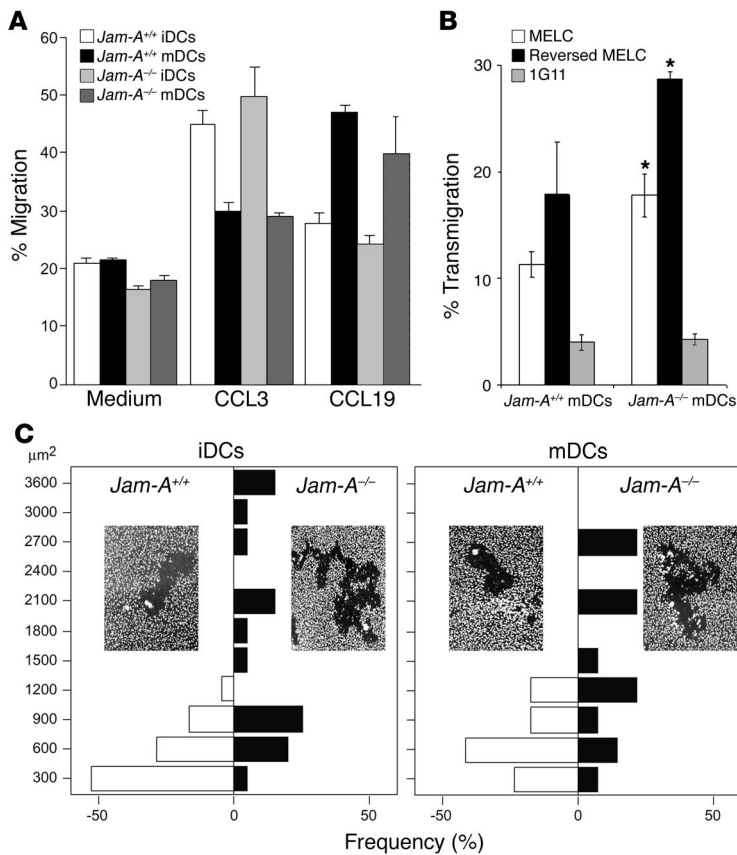 A
Jam-A+/+ iDCs
Jam-A+/+ mDCs
Jam-A−/− iDCs
Jam-A−/− mDCs
% Migration
60
50
40
30
20
10
0
Medium CCL3 CCL19
B
MELC
Reversed MELC
1G11
% Transmigration
30
20
10
0
* *
Jam-A+/+ mDCs Jam-A−/− mDCs
C
μm2
iDCs mDCs
Jam-A+/+ Jam-A−/− Jam-A+/+ Jam-A−/−
3600
3000
2700
2400
2100
1800
1500
1200
900
600
300
-50 0 50 -50 0 50
Frequency (%)